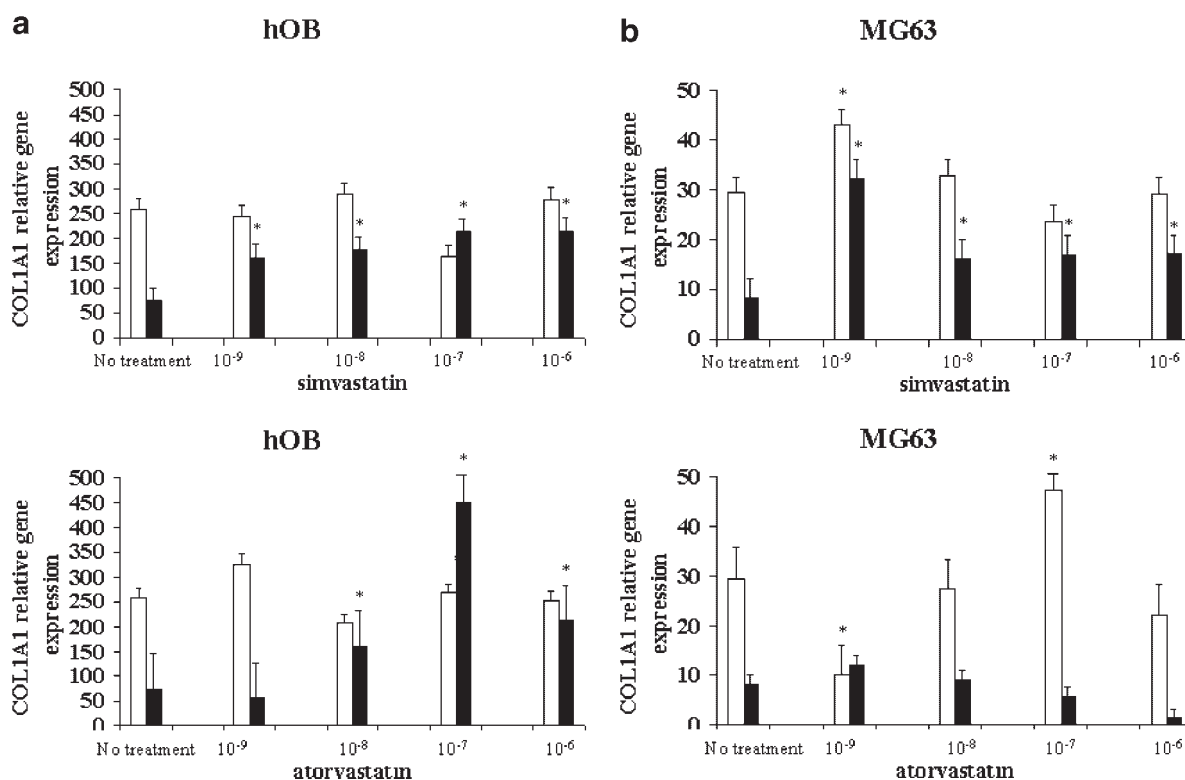 a
hOB
COL1A1 relative gene
expression
500
450
400
350
300
250
200
150
100
50
0
*
*
*
*
No treatment 10-9 10-8 10-7 10-6
simvastatin
b
MG63
COL1A1 relative gene
expression
50
40
30
20
10
0
*
*
*
*
*
No treatment 10-9 10-8 10-7 10-6
simvastatin
hOB
COL1A1 relative gene
expression
500
450
400
350
300
250
200
150
100
50
0
*
*
*
No treatment 10-9 10-8 10-7 10-6
atorvastatin
MG63
COL1A1 relative gene
expression
50
40
30
20
10
0
*
*
No treatment 10-9 10-8 10-7 10-6
atorvastatin